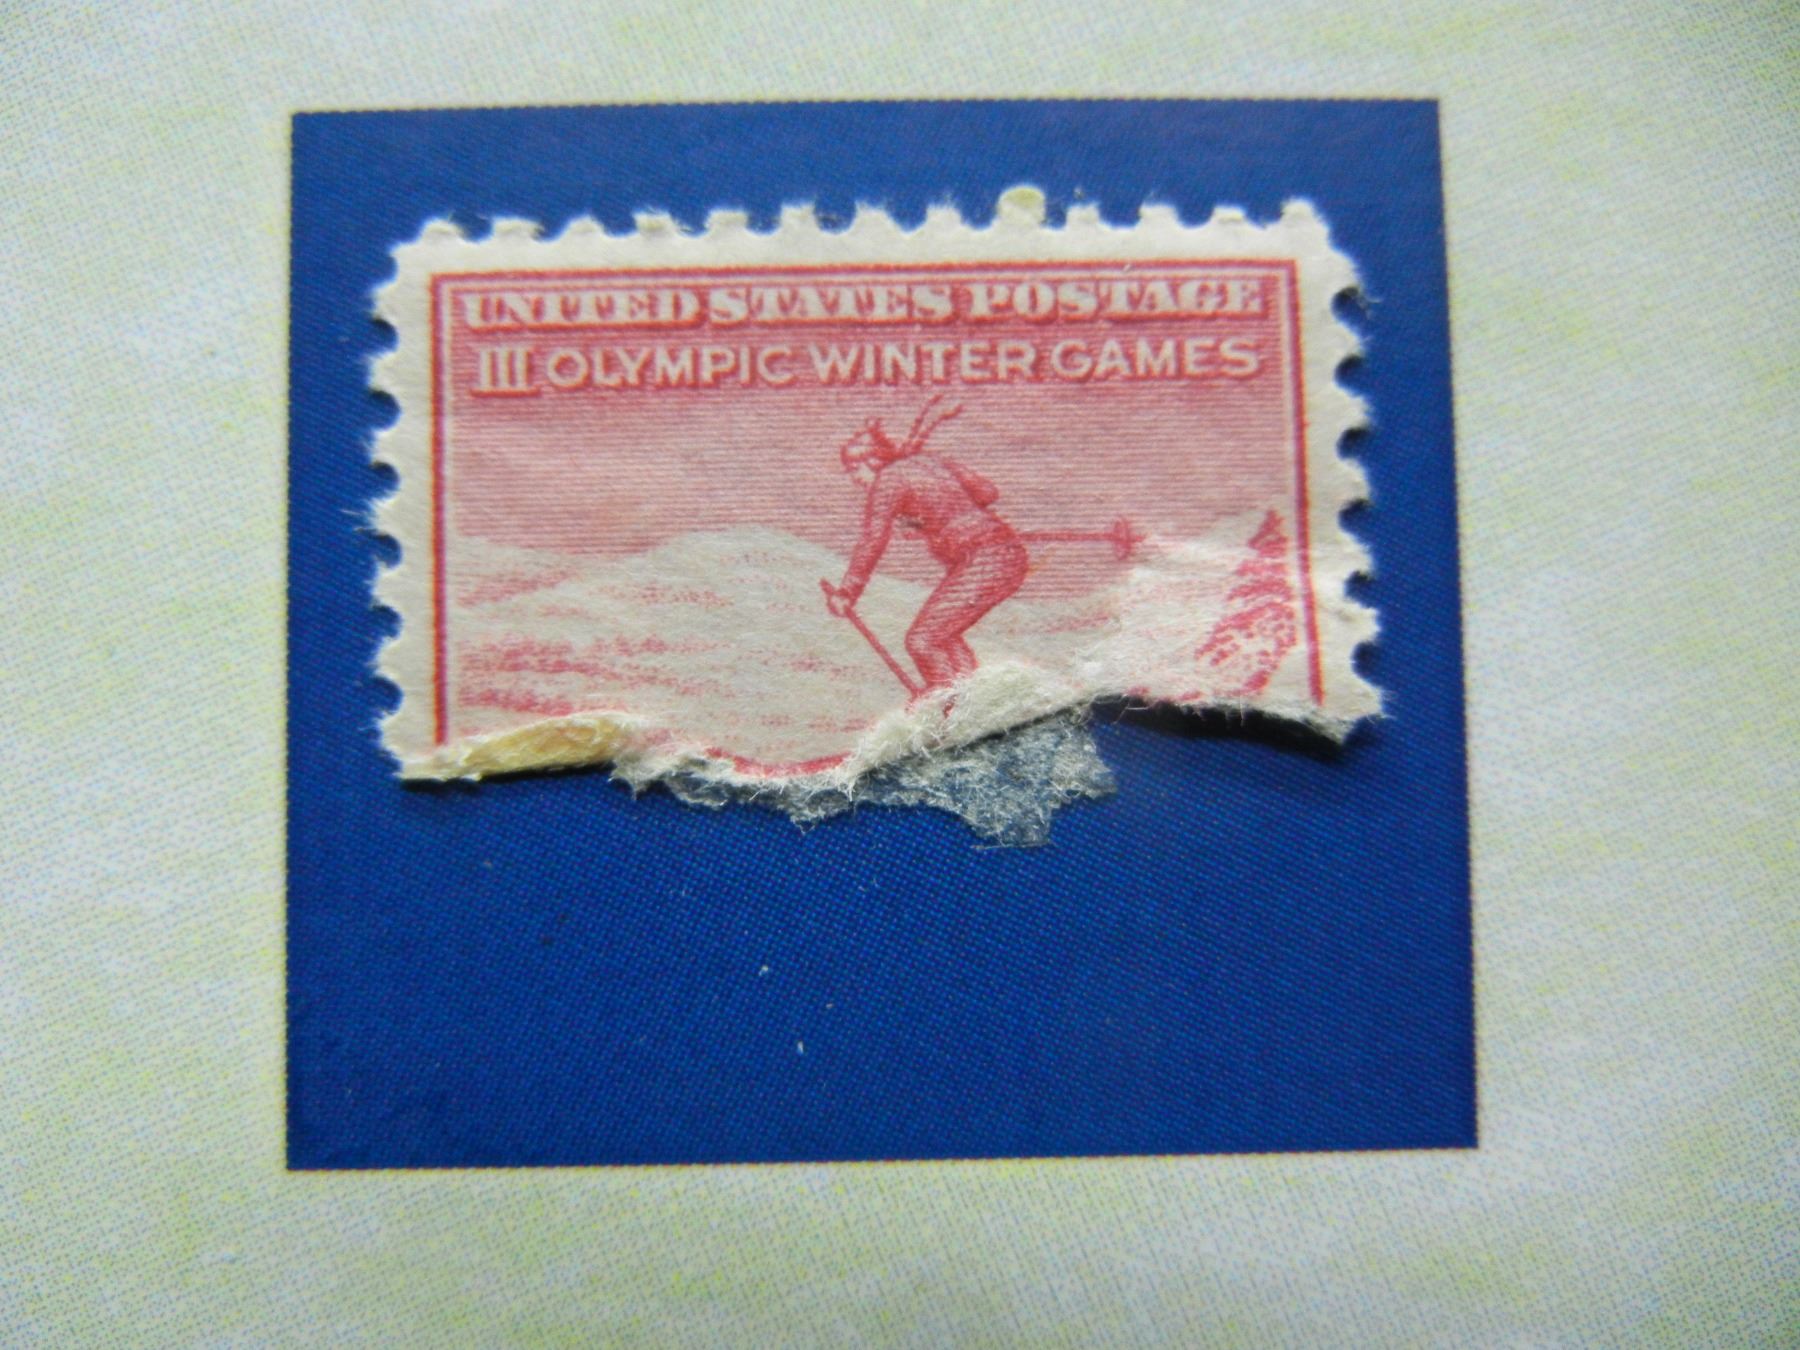 UNITED STATES POSTAGE
III OLYMPIC WINTER GAMES